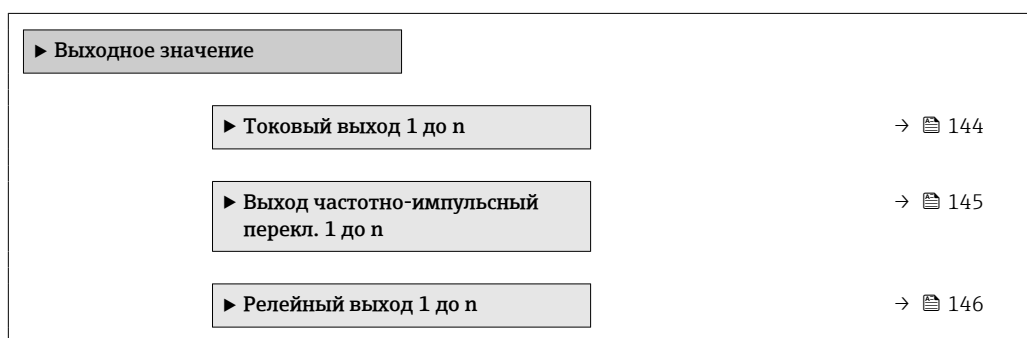 ▶ Выходное значение
▶ Токовый выход 1 до n → 144
▶ Выход частотно-импульсный → 145
перекл. 1 до n
▶ Релейный выход 1 до n → 146